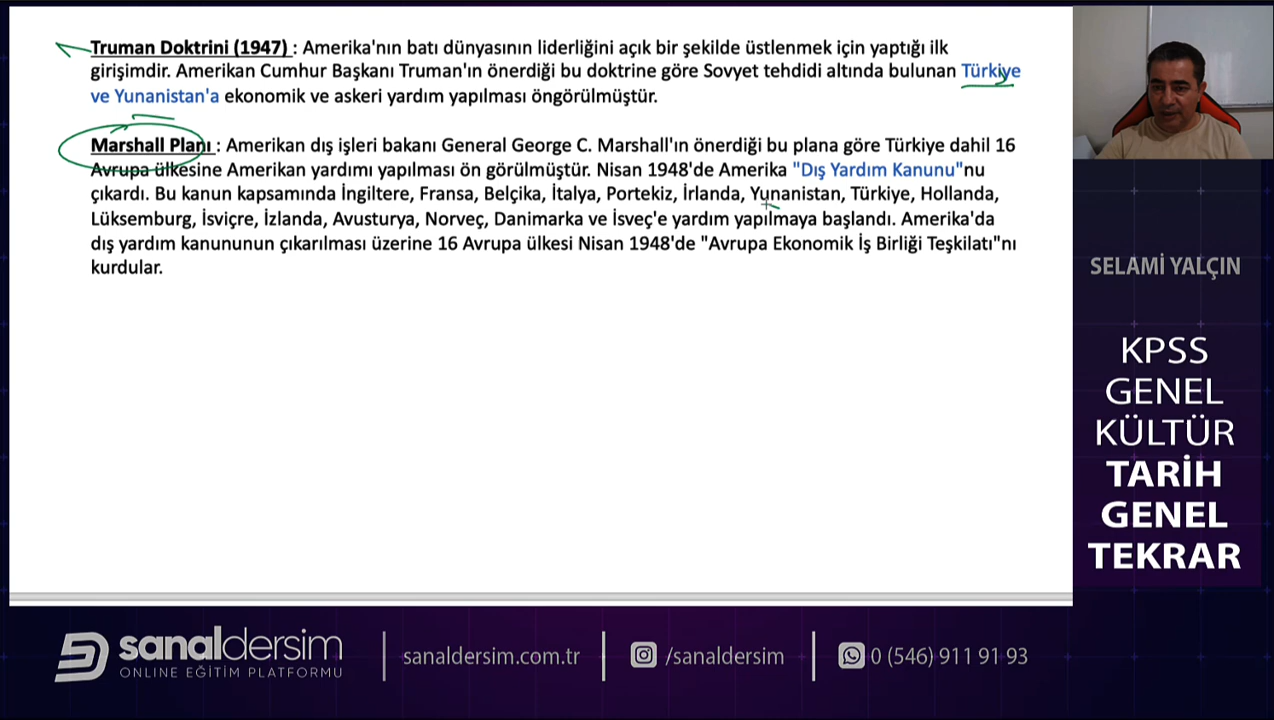 Truman Doktrini (1947) : Amerika'nın batı dünyasının liderliğini açık bir şekilde üstlenmek için yaptığı ilk
girişimdir. Amerikan Cumhur Başkanı Truman'ın önerdiği bu doktrine göre Sovyet tehdidi altında bulunan Türkiye
ve Yunanistan'a ekonomik ve askeri yardım yapılması öngörülmüştür.
Marshall Planı : Amerikan dış işleri bakanı General George C. Marshall'ın önerdiği bu plana göre Türkiye dahil 16
Avrupa ülkesine Amerikan yardımı yapılması ön görülmüştür. Nisan 1948'de Amerika "Dış Yardım Kanunu"nu
çıkardı. Bu kanun kapsamında İngiltere, Fransa, Belçika, İtalya, Portekiz, İrlanda, Yunanistan, Türkiye, Hollanda,
Lüksemburg, İsviçre, İzlanda, Avusturya, Norveç, Danimarka ve İsveç'e yardım yapılmaya başlandı. Amerika'da
dış yardım kanununun çıkarılması üzerine 16 Avrupa ülkesi Nisan 1948'de "Avrupa Ekonomik İş Birliği Teşkilatı"nı
kurdular.
SELAMİ YALÇIN
KPSS
GENEL
KÜLTÜR
TARİH
GENEL
TEKRAR
sanaldersim
ONLINE EĞİTİM PLATFORMU
sanaldersim.com.tr
/sanaldersim
0 (546) 911 91 93